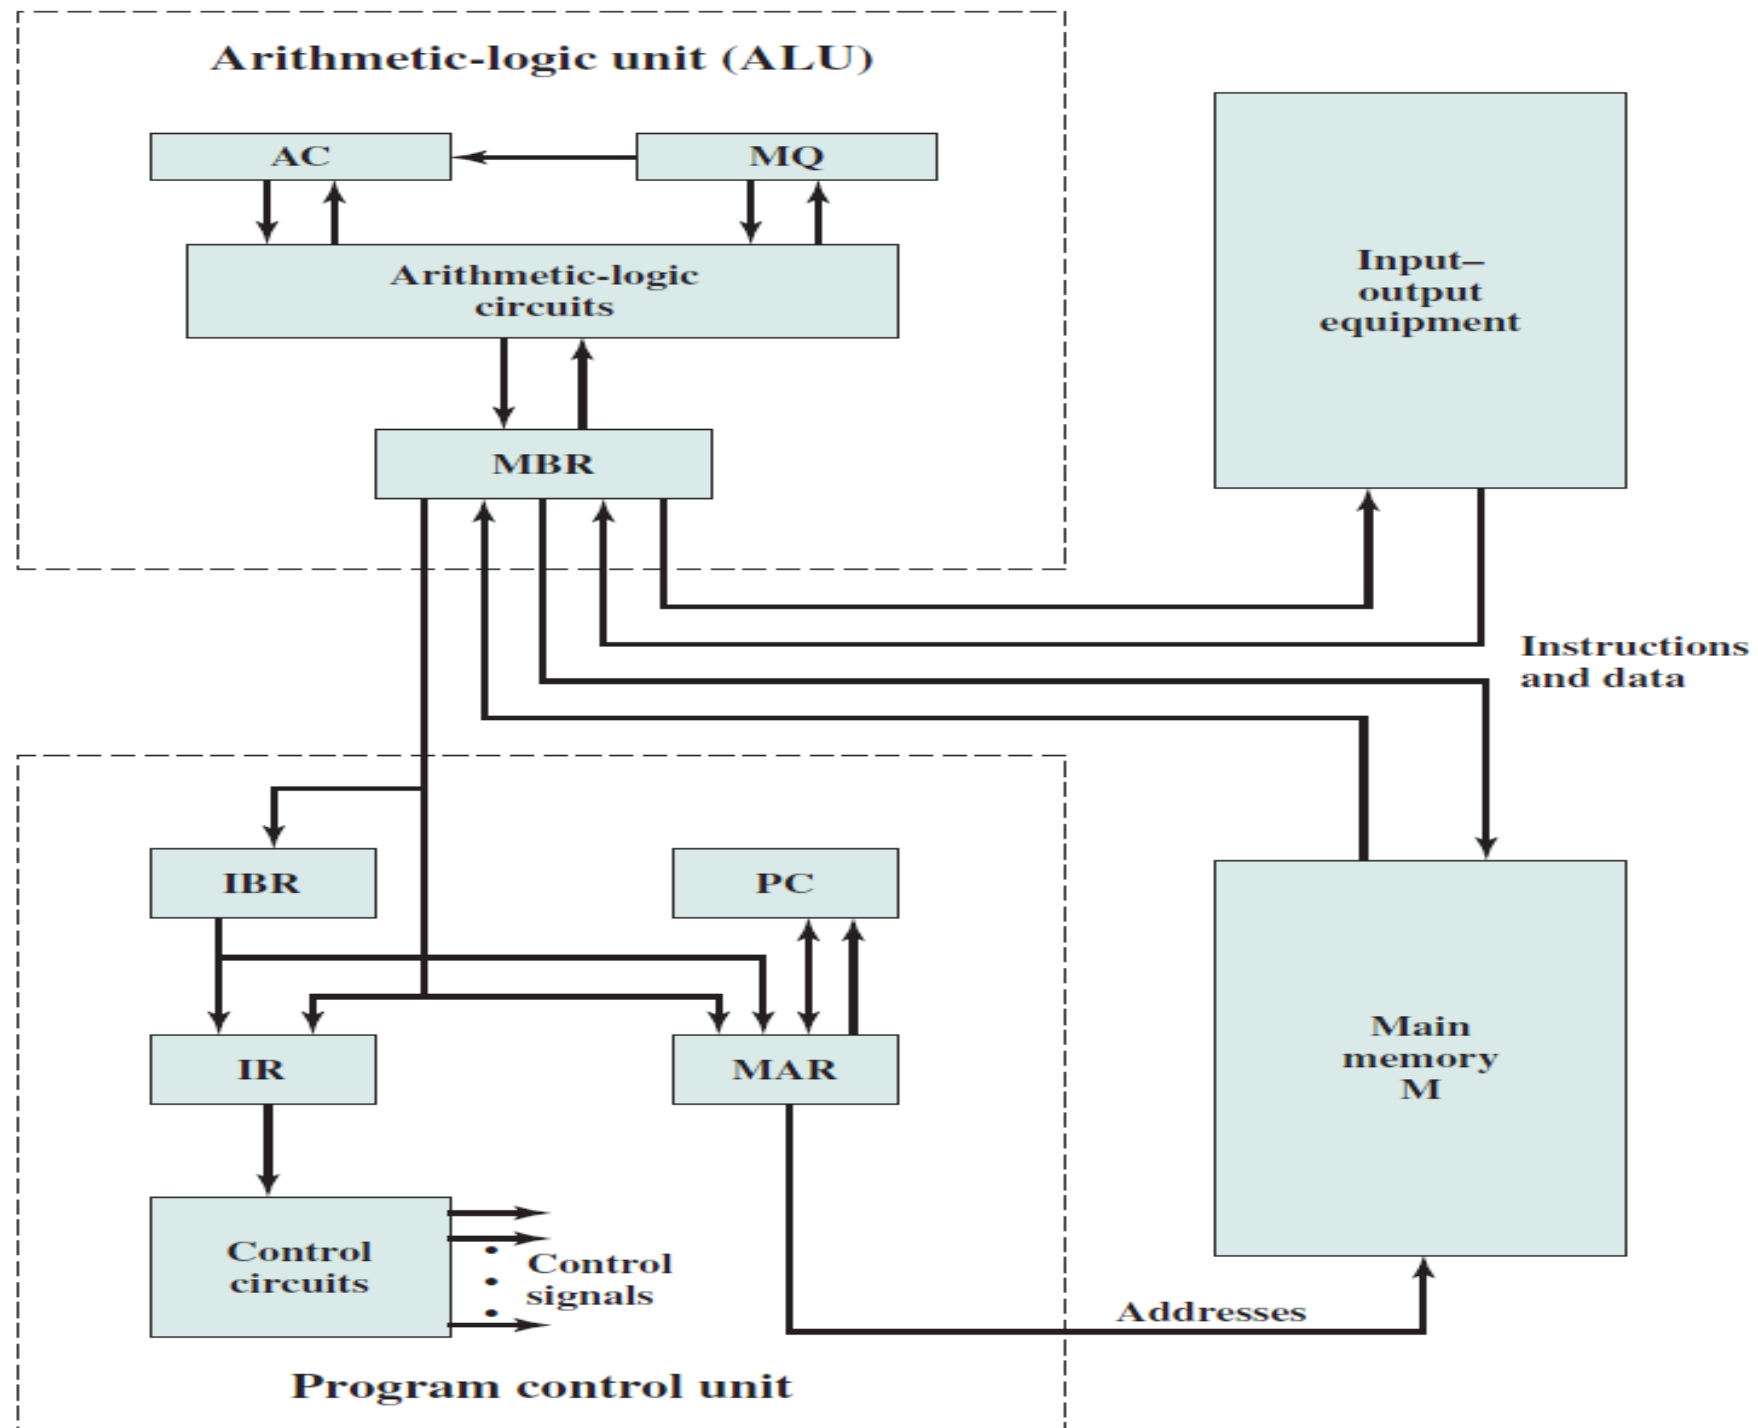 Arithmetic-logic unit (ALU)
AC
MQ
Arithmetic-logic
circuits
Input–
output
equipment
MBR
Instructions
and data
IBR
PC
IR
MAR
Main
memory
M
Control
circuits
Control
signals
Addresses
Program control unit